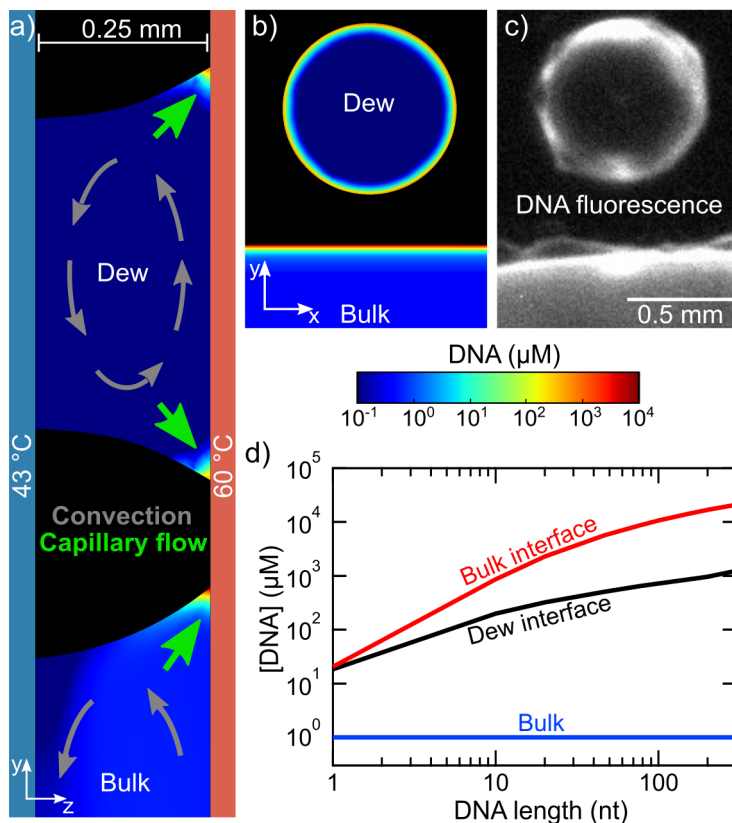 a)
0.25 mm
Dew
43 °C
60 °C
Convection
Capillary flow
Bulk
y
z
b)
Dew
y
x
Bulk
c)
DNA fluorescence
0.5 mm
DNA (µM)
10⁻¹ 10⁰ 10¹ 10² 10³ 10⁴
d)
[DNA] (µM)
10⁵
10⁴
10³
10²
10¹
10⁰
Bulk interface
Dew interface
Bulk
1 10 100
DNA length (nt)